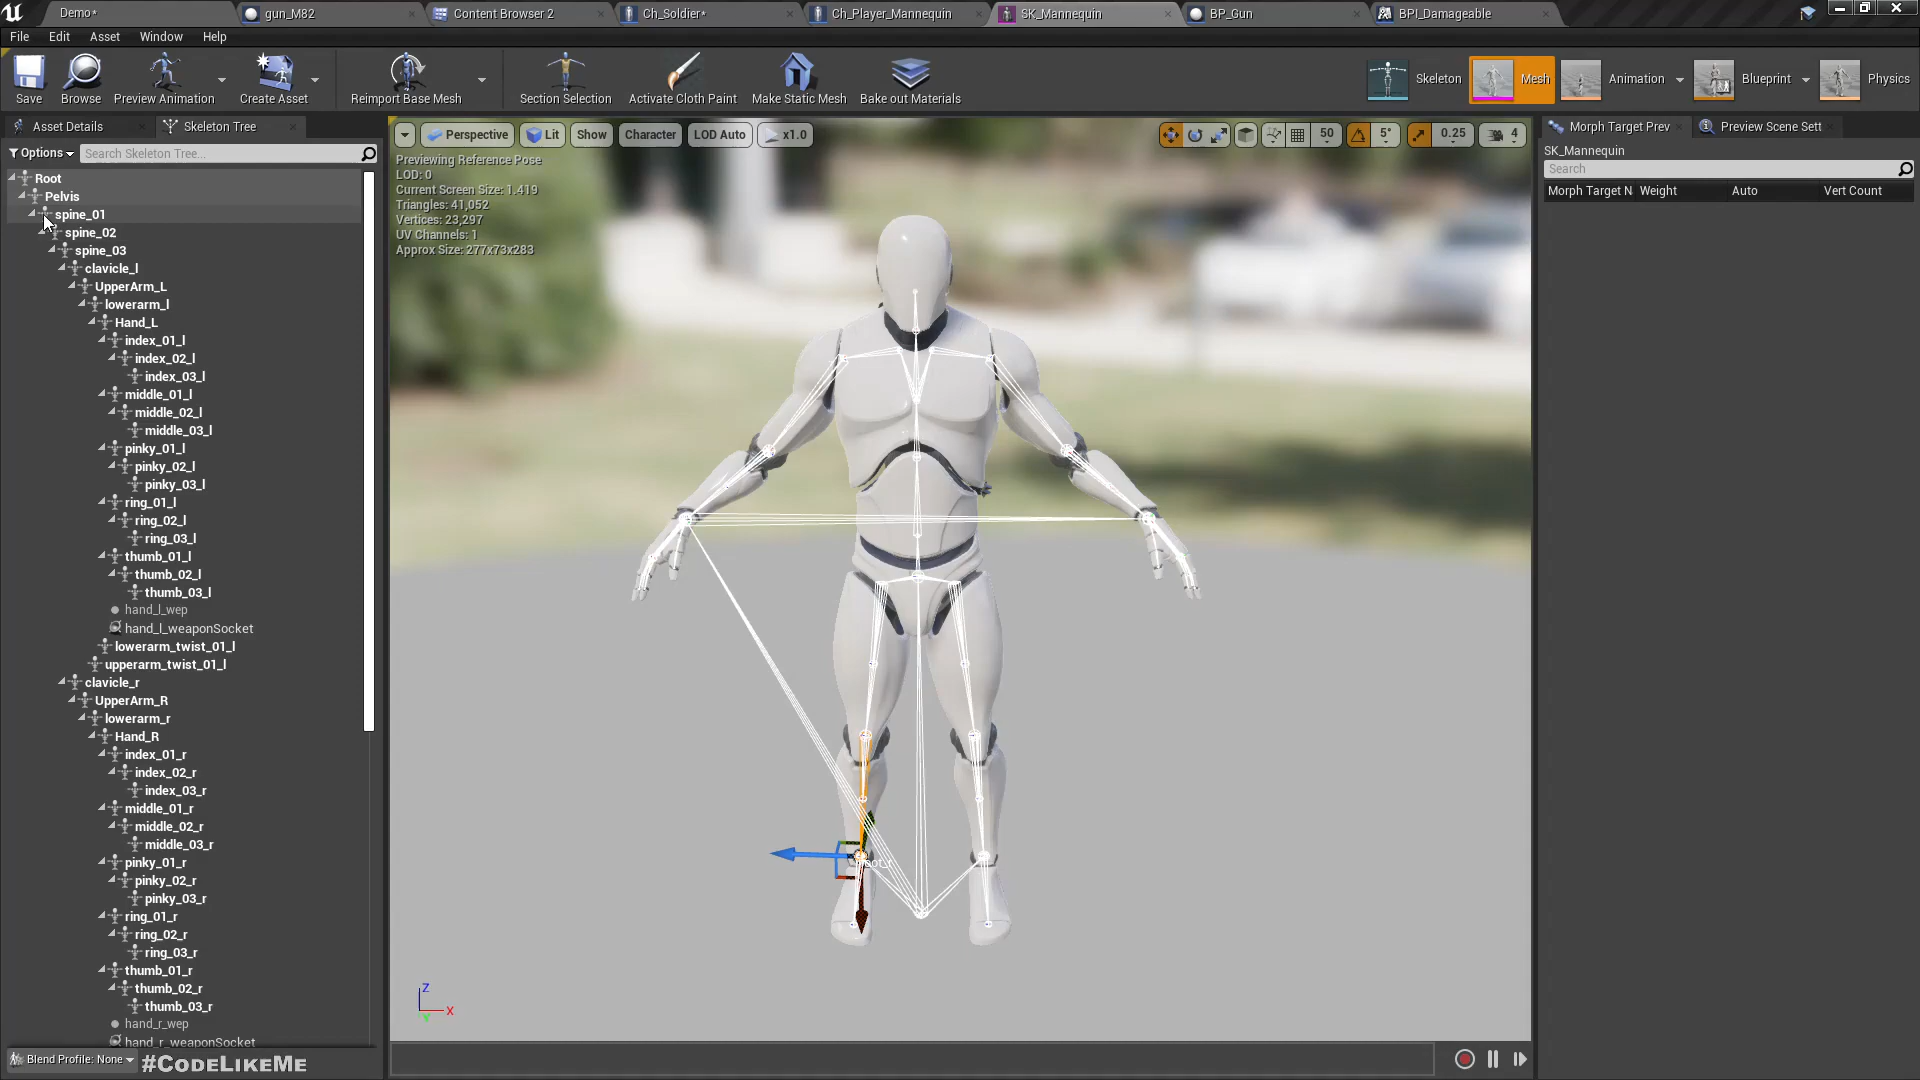 Demo*
gun_M82
Content Browser 2
Ch_Soldier*
Ch_Player_Mannequin
SK_Mannequin
BP_Gun
BPI_Damageable
File
Edit
Asset
Window
Help
Save
Browse
Preview Animation
Create Asset
Reimport Base Mesh
Section Selection
Activate Cloth Paint
Make Static Mesh
Bake out Materials
Skeleton
Mesh
Animation
Blueprint
Physics
Asset Details
Skeleton Tree
Options
Search Skeleton Tree...
Root
Pelvis
spine_01
spine_02
spine_03
clavicle_l
UpperArm_L
lowerarm_l
Hand_L
index_01_l
index_02_l
index_03_l
middle_01_l
middle_02_l
middle_03_l
pinky_01_l
pinky_02_l
pinky_03_l
ring_01_l
ring_02_l
ring_03_l
thumb_01_l
thumb_02_l
thumb_03_l
hand_l_wep
hand_l_weaponSocket
lowerarm_twist_01_l
upperarm_twist_01_l
clavicle_r
UpperArm_R
lowerarm_r
Hand_R
index_01_r
index_02_r
index_03_r
middle_01_r
middle_02_r
middle_03_r
pinky_01_r
pinky_02_r
pinky_03_r
ring_01_r
ring_02_r
ring_03_r
thumb_01_r
thumb_02_r
thumb_03_r
hand_r_wep
hand_r_weaponSocket
Blend Profile: None
#CodeLikeMe
Perspective
Lit
Show
Character
LOD Auto
x1.0
50
5°
0.25
4
Previewing Reference Pose
LOD: 0
Current Screen Size: 1.419
Triangles: 41,052
Vertices: 23,297
UV Channels: 1
Approx Size: 277x73x283
Z
X
Y
Morph Target Prev
Preview Scene Sett
SK_Mannequin
Search
Morph Target N
Weight
Auto
Vert Count